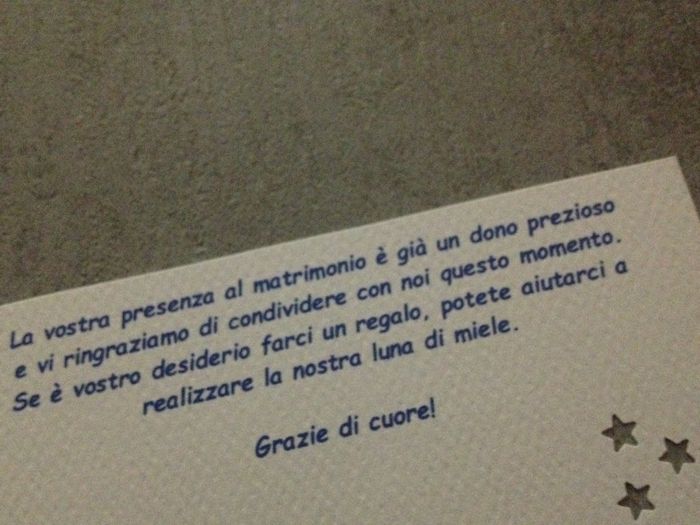 La vostra presenza al matrimonio è già un dono prezioso
e vi ringraziamo di condividere con noi questo momento.
Se è vostro desiderio farci un regalo, potete aiutarci a
realizzare la nostra luna di miele.
Grazie di cuore!